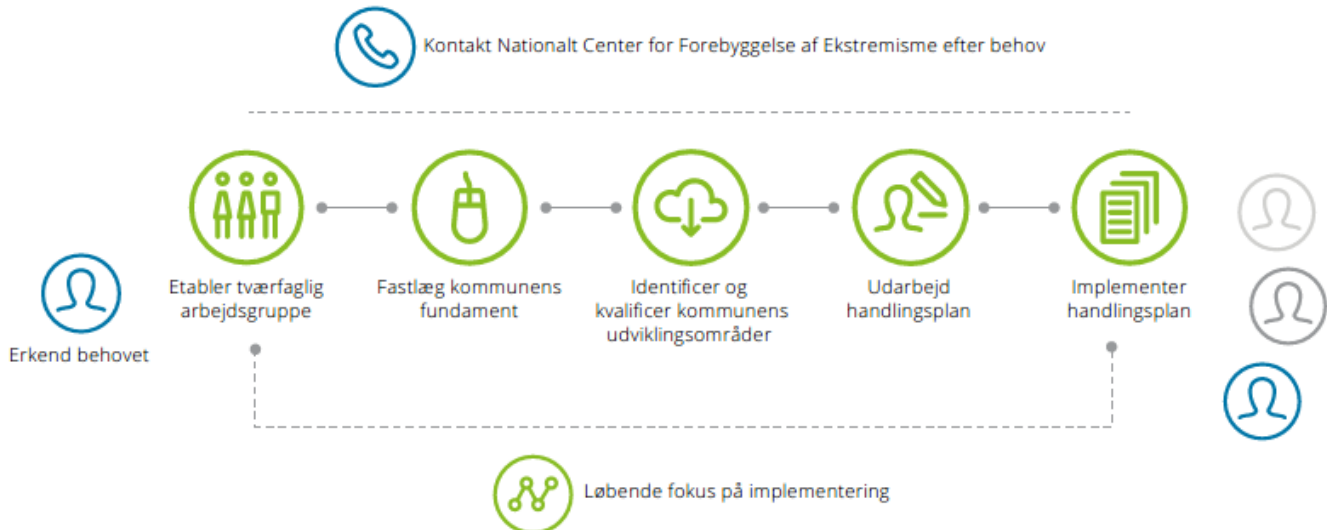 Kontakt Nationalt Center for Forebyggelse af Ekstremisme efter behov
Erkend behovet
Etabler tværfaglig
arbejdsgruppe
Fastlæg kommunens
fundament
Identificer og
kvalificer kommunens
udviklingsområder
Udarbejd
handlingsplan
Implementer
handlingsplan
Løbende fokus på implementering